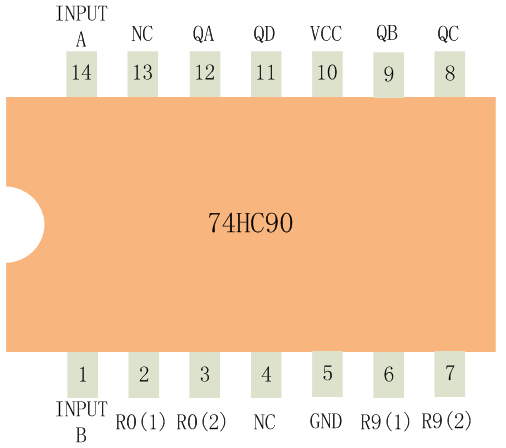 INPUT
A NC QA QD VCC QB QC
14 13 12 11 10 9 8
74HC90
1 2 3 4 5 6 7
INPUT
B R0(1) R0(2) NC GND R9(1) R9(2)